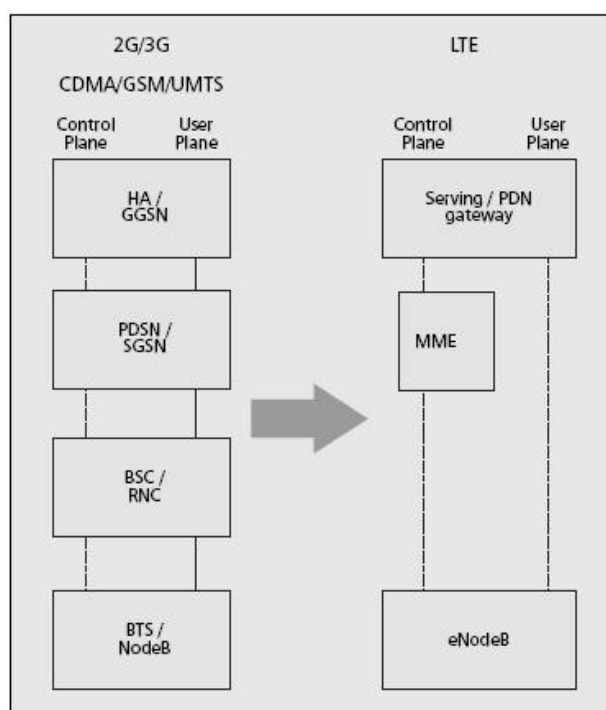 2G/3G
CDMA/GSM/UMTS
Control
Plane
User
Plane
HA /
GGSN
PDSN /
SGSN
BSC /
RNC
BTS /
NodeB
LTE
Control
Plane
User
Plane
Serving / PDN
gateway
MME
eNodeB